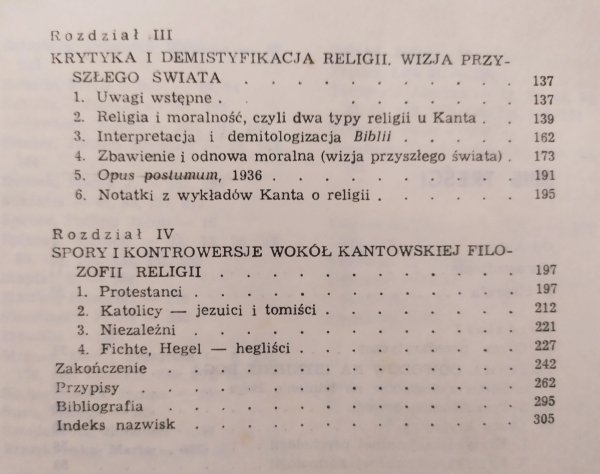 Rozdział III
KRYTYKA I DEMISTYFIKACJA RELIGII. WIZJA PRZY-
SZŁEGO ŚWIATA . . . . . . . . . . . 137
1. Uwagi wstępne . . . . . . . . . . 137
2. Religia i moralność, czyli dwa typy religii u Kanta . 139
3. Interpretacja i demitologizacja Biblii . . . . 162
4. Zbawienie i odnowa moralna (wizja przyszłego świata) . 173
5. Opus postumum, 1936 . . . . . . . . 191
6. Notatki z wykładów Kanta o religii . . . . . 195
Rozdział IV
SPORY I KONTROWERSJE WOKÓŁ KANTOWSKIEJ FILO-
ZOFII RELIGII . . . . . . . . . . . 197
1. Protestanci . . . . . . . . . . . 197
2. Katolicy — jezuici i tomiści . . . . . . . 212
3. Niezależni . . . . . . . . . . . 221
4. Fichte, Hegel — hegliści . . . . . . . . 227
Zakończenie . . . . . . . . . . . . 242
Przypisy . . . . . . . . . . . . . 262
Bibliografia . . . . . . . . . . . . 295
Indeks nazwisk . . . . . . . . . . . 305